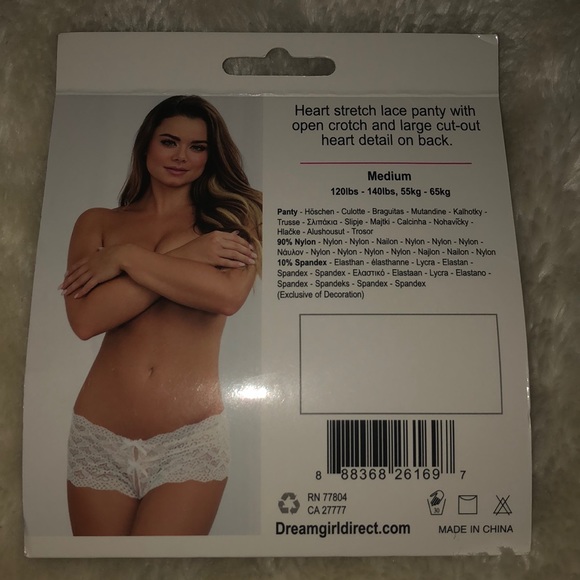 Heart stretch lace panty with
open crotch and large cut-out
heart detail on back.
Medium
120lbs - 140lbs, 55kg - 65kg
Panty - Höschen - Culotte - Braguitas - Mutandine - Kalhotky -
Trusse - Σλιπάκια - Slipje - Majtki - Calcinha - Nohavičky -
Hlačke - Alushousut - Trosor
90% Nylon - Nylon - Nylon - Nailon - Nylon - Nylon - Nylon -
Νάυλον - Nylon - Nylon - Nylon - Najlon - Nailon - Nylon
10% Spandex - Elasthan - élasthanne - Lycra - Elastan -
Spandex - Spandex - Ελαστικό - Elastaan - Lycra - Elastano -
Spandex - Spandeks - Spandex - Spandex
(Exclusive of Decoration)
8 88368 26169 7
RN 77804
CA 27777
30
Dreamgirldirect.com
MADE IN CHINA